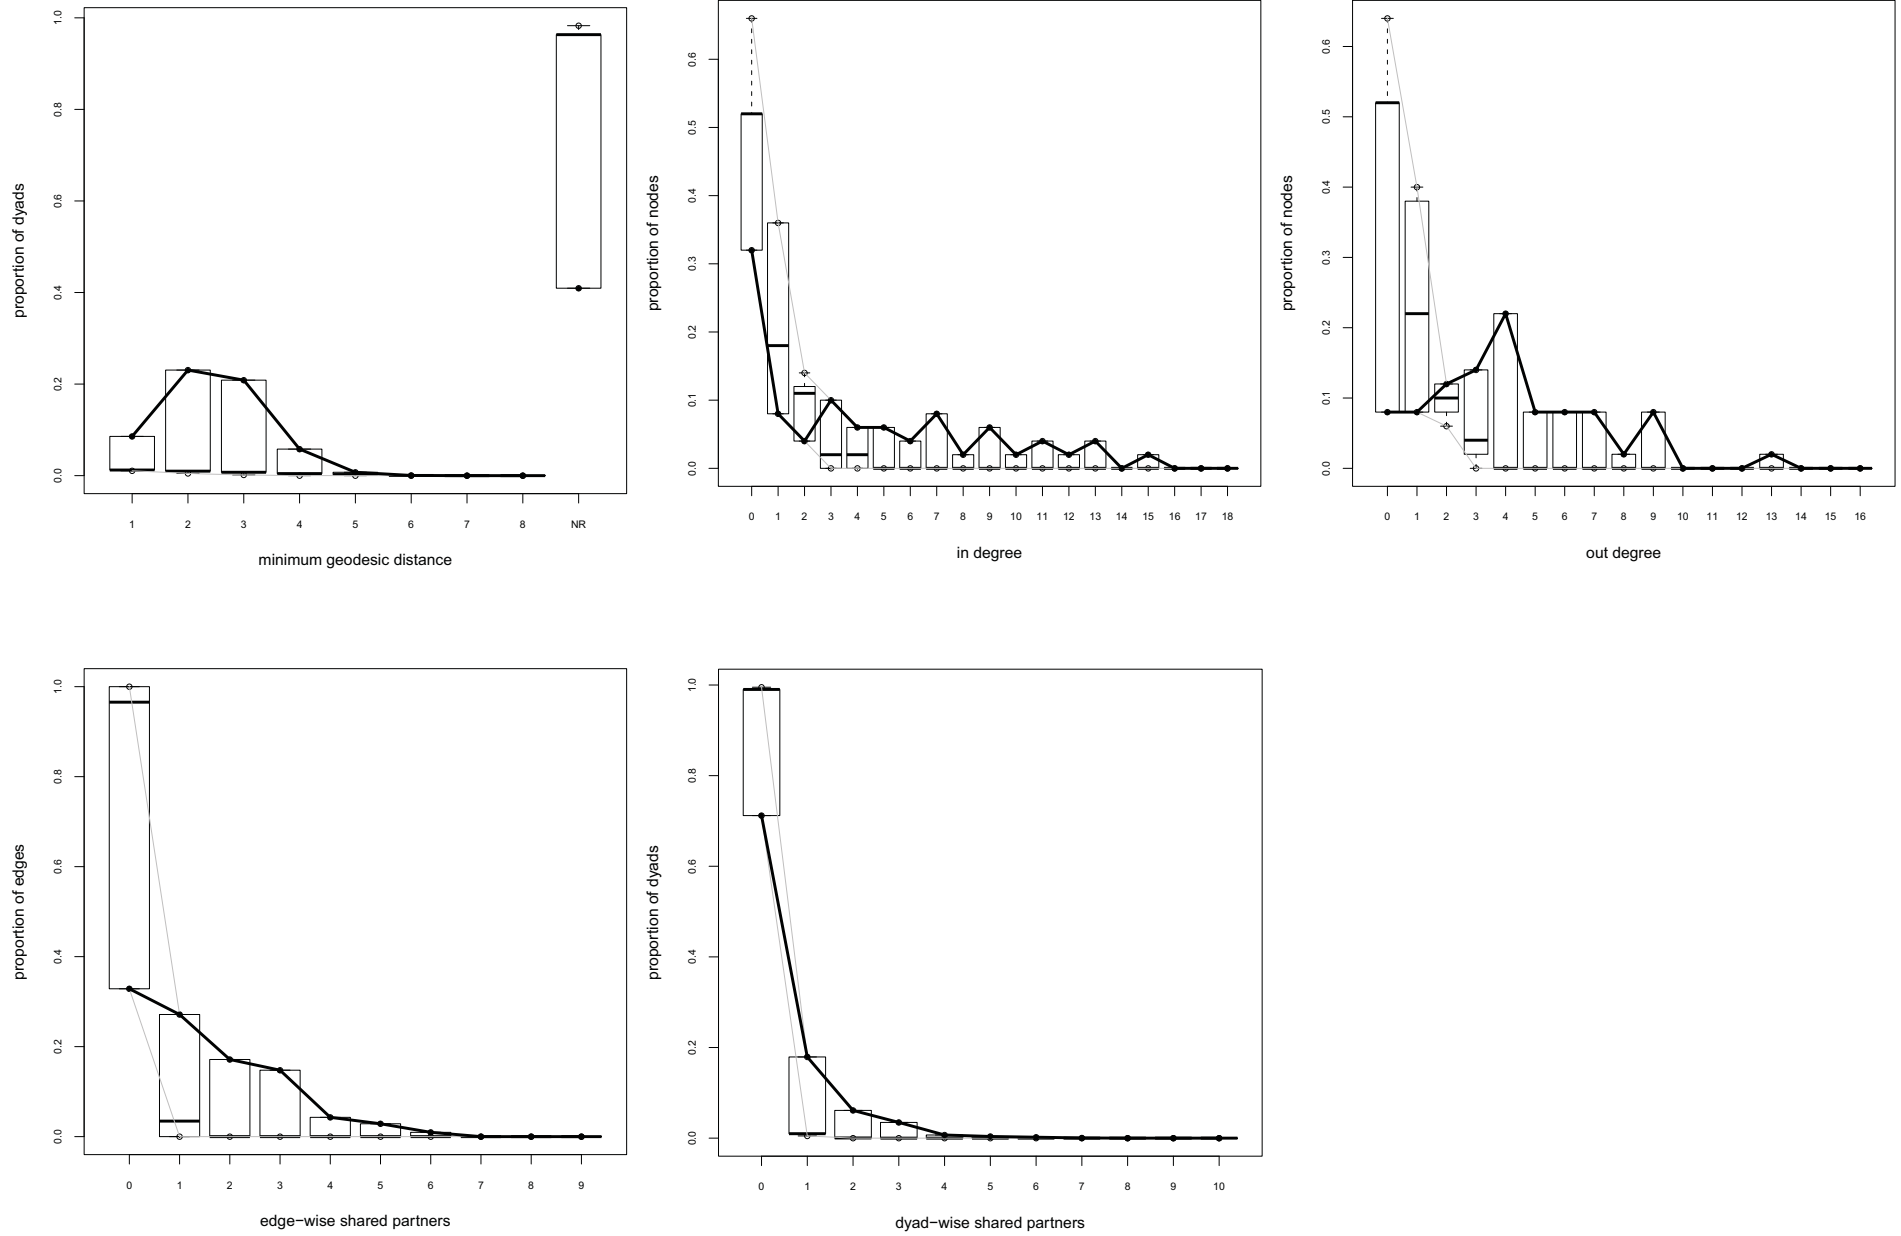 proportion of dyads
0.0 0.2 0.4 0.6 0.8 1.0
1 2 3 4 5 6 7 8 NR
minimum geodesic distance
proportion of nodes
0.0 0.1 0.2 0.3 0.4 0.5 0.6
0 1 2 3 4 5 6 7 8 9 10 11 12 13 14 15 16 17 18
in degree
proportion of nodes
0.0 0.1 0.2 0.3 0.4 0.5 0.6
0 1 2 3 4 5 6 7 8 9 10 11 12 13 14 15 16
out degree
proportion of edges
0.0 0.2 0.4 0.6 0.8 1.0
0 1 2 3 4 5 6 7 8 9
edge−wise shared partners
proportion of dyads
0.0 0.2 0.4 0.6 0.8 1.0
0 1 2 3 4 5 6 7 8 9 10
dyad−wise shared partners